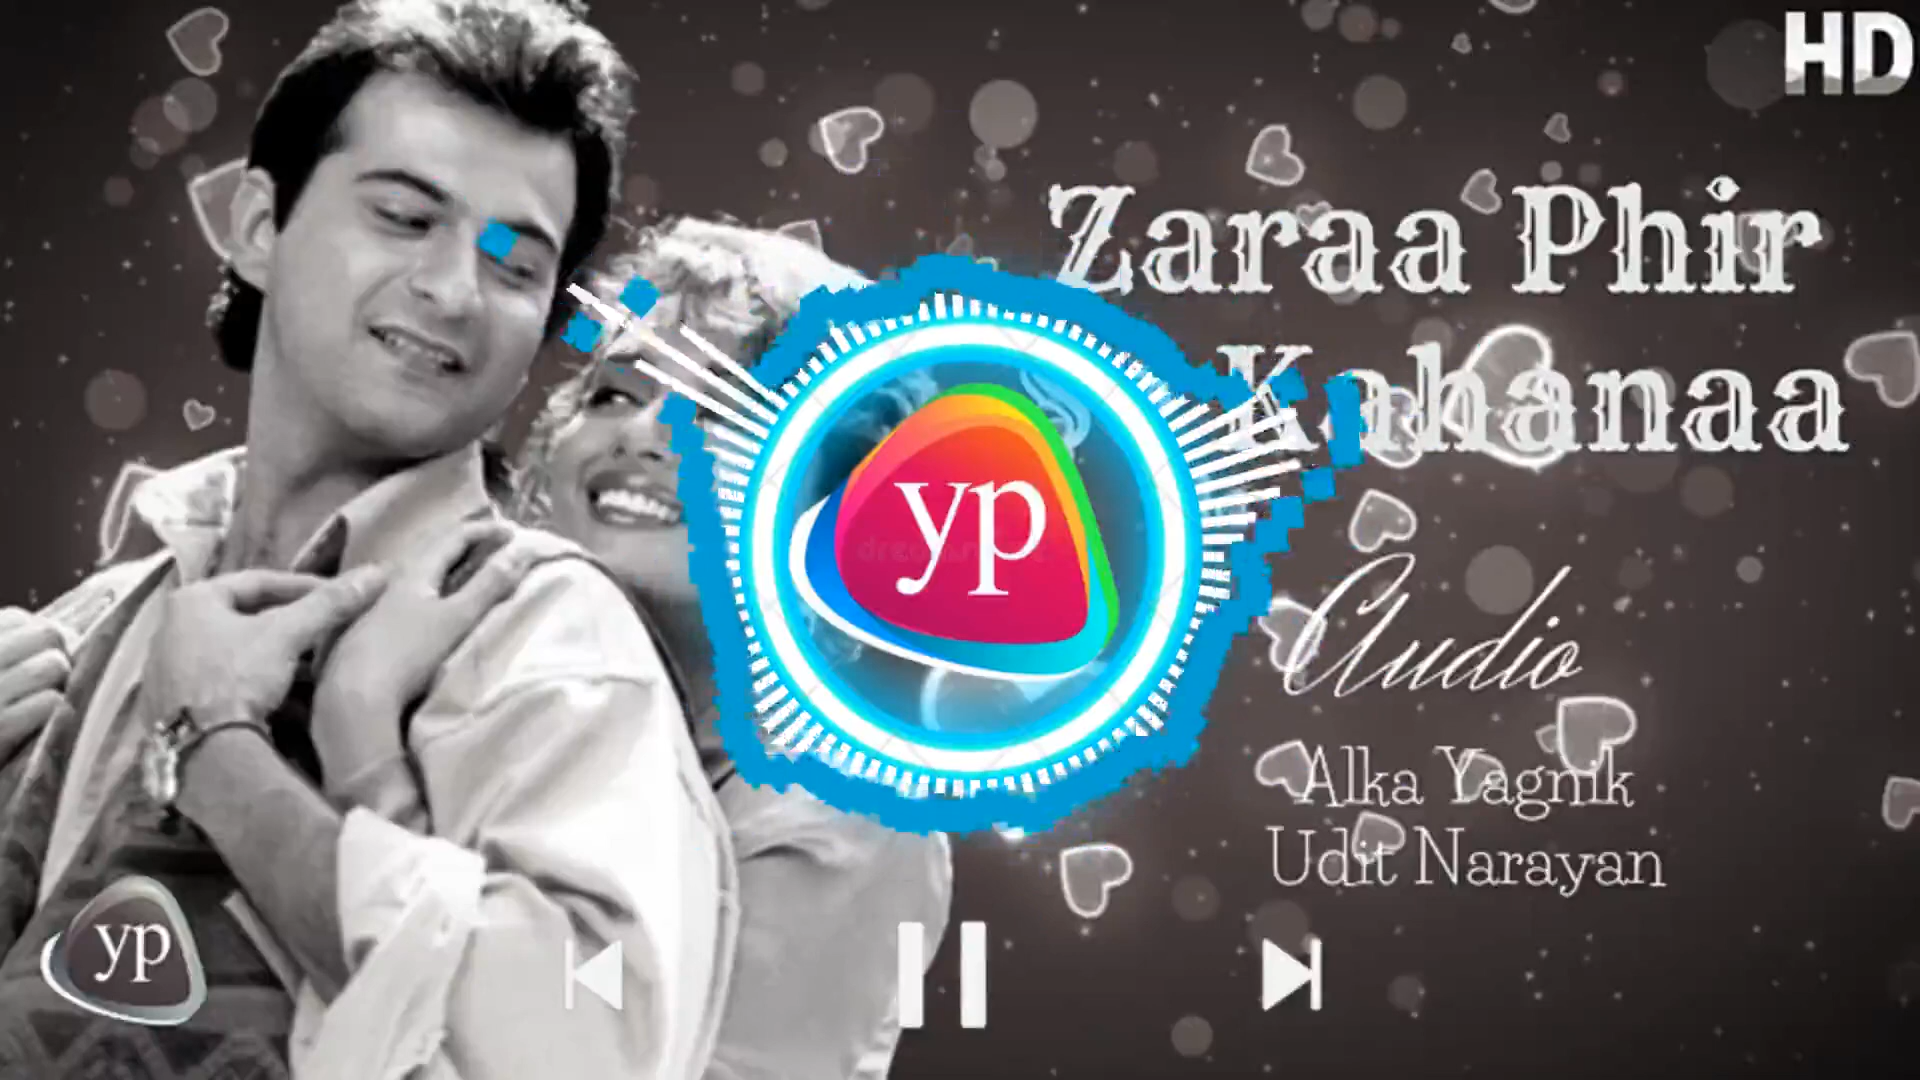 HD
Zaraa Phir
Kahanaa
Audio
Alka Yagnik
Udit Narayan
yp
yp